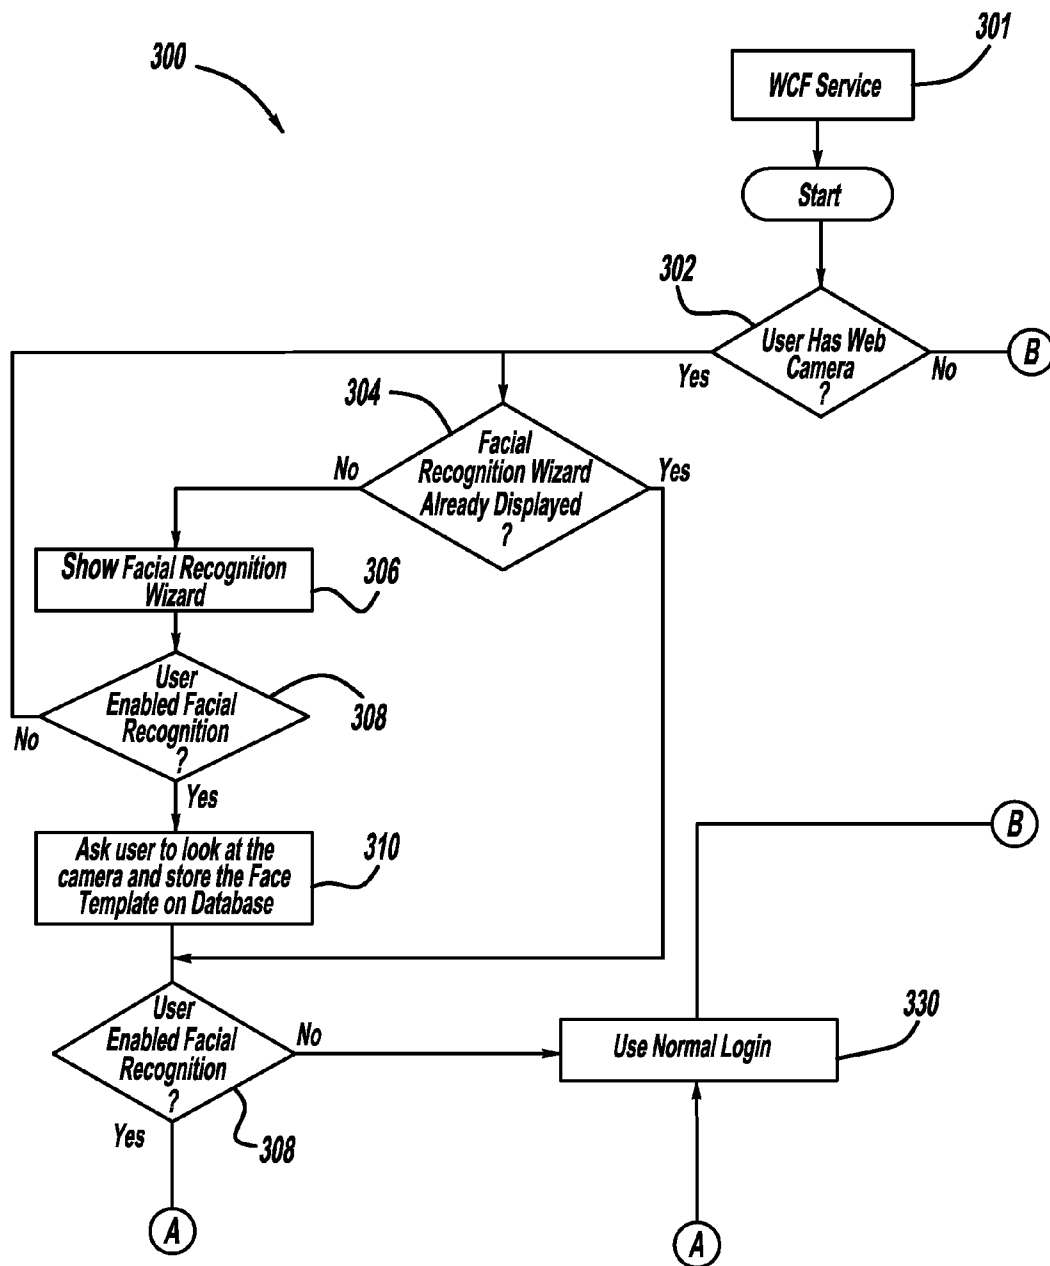 300
301
WCF Service
Start
302
User Has Web
Camera
?
Yes
No
B
304
Facial
Recognition Wizard
Already Displayed
?
No
Yes
Show Facial Recognition
Wizard
306
User
Enabled Facial
Recognition
?
308
No
Yes
Ask user to look at the
camera and store the Face
Template on Database
310
B
User
Enabled Facial
Recognition
?
No
308
Yes
Use Normal Login
330
A
A